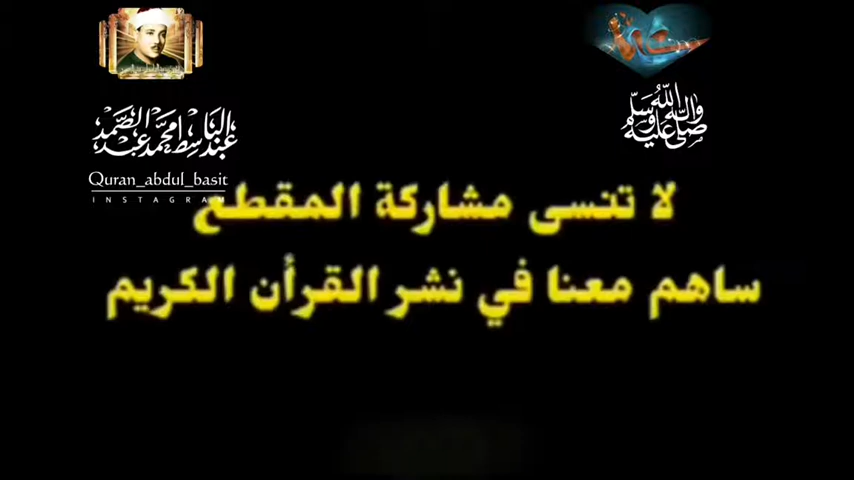 عبد الباسط محمد عبد الصمد
Quran_abdul_basit
INSTAGRAM
صلى الله عليه وسلم
لا تنسى مشاركة المقطع
ساهم معنا في نشر القرأن الكريم